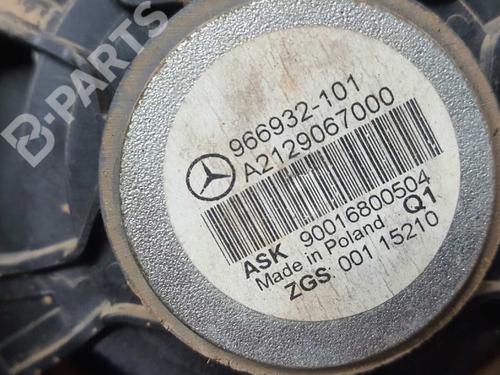 B-PARTS
966932-101
A2129067000
ASK 90016800504
Made in Poland Q1
ZGS: 001 15210